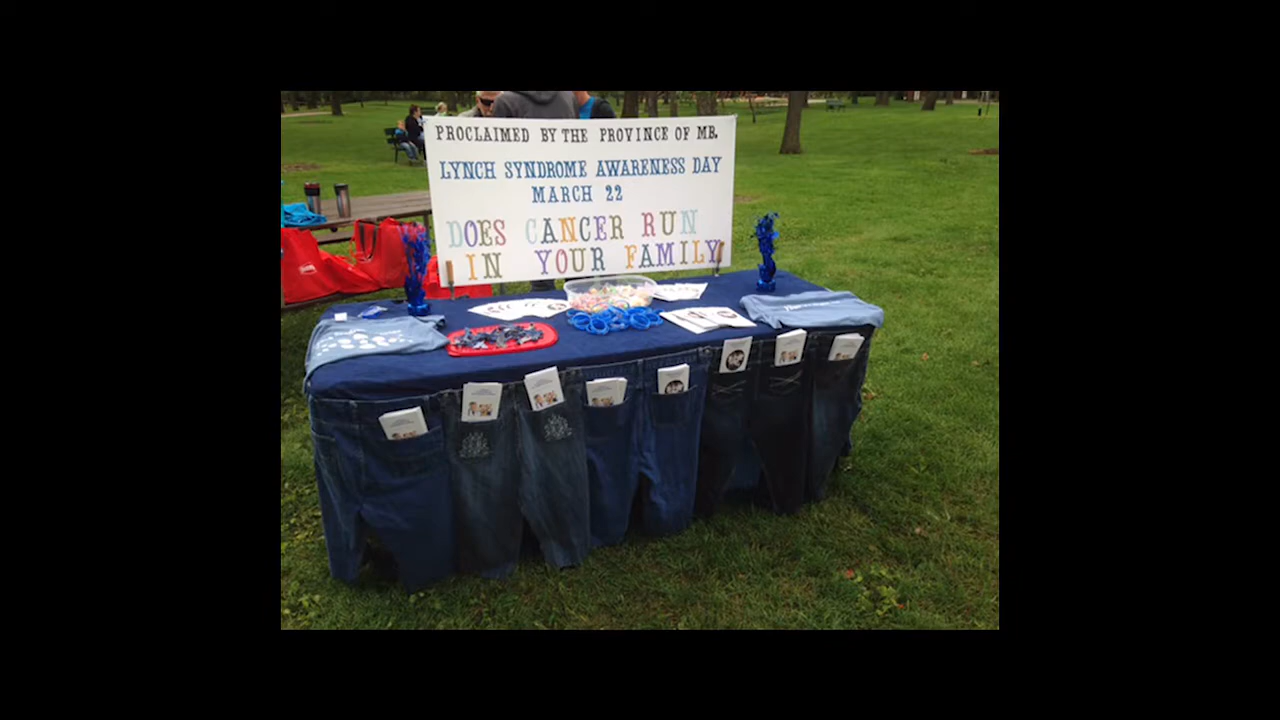 PROCLAIMED BY THE PROVINCE OF MB.
LYNCH SYNDROME AWARENESS DAY
MARCH 22
DOES CANCER RUN
IN YOUR FAMILY